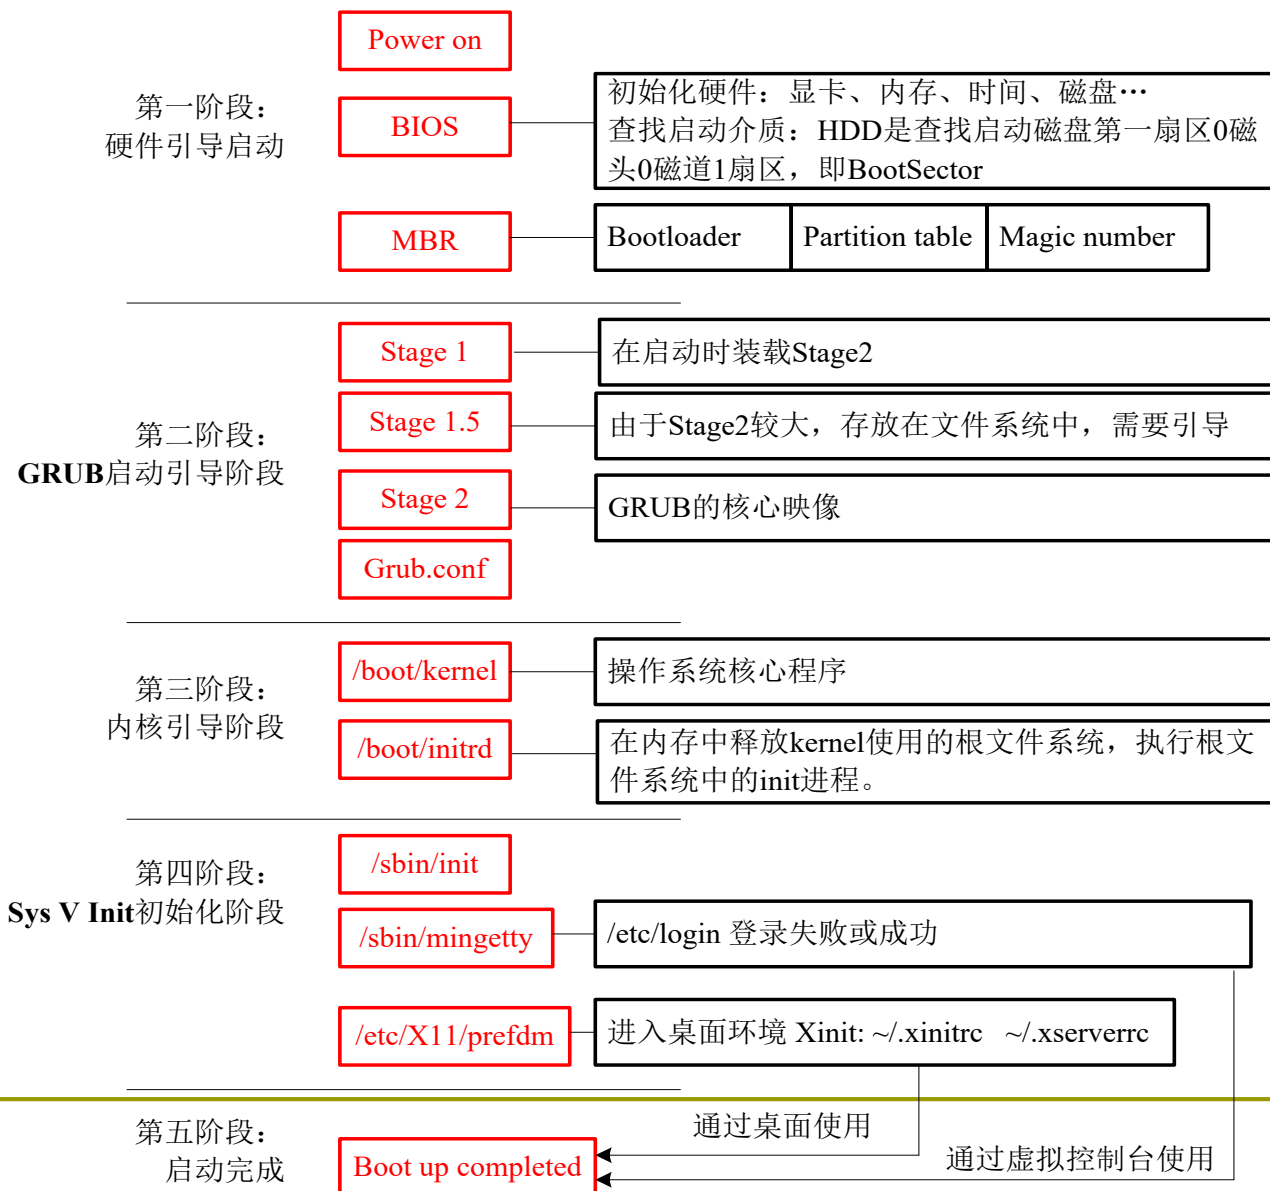 Power on
第一阶段：
硬件引导启动
BIOS
初始化硬件：显卡、内存、时间、磁盘…
查找启动介质：HDD是查找启动磁盘第一扇区0磁
头0磁道1扇区，即BootSector
MBR
Bootloader
Partition table
Magic number
Stage 1
在启动时装载Stage2
第二阶段：
GRUB启动引导阶段
Stage 1.5
由于Stage2较大，存放在文件系统中，需要引导
Stage 2
GRUB的核心映像
Grub.conf
第三阶段：
内核引导阶段
/boot/kernel
操作系统核心程序
/boot/initrd
在内存中释放kernel使用的根文件系统，执行根文
件系统中的init进程。
第四阶段：
Sys V Init初始化阶段
/sbin/init
/sbin/mingetty
/etc/login 登录失败或成功
/etc/X11/prefdm
进入桌面环境 Xinit: ~/.xinitrc ~/.xserverrc
第五阶段：
启动完成
通过桌面使用
Boot up completed
通过虚拟控制台使用